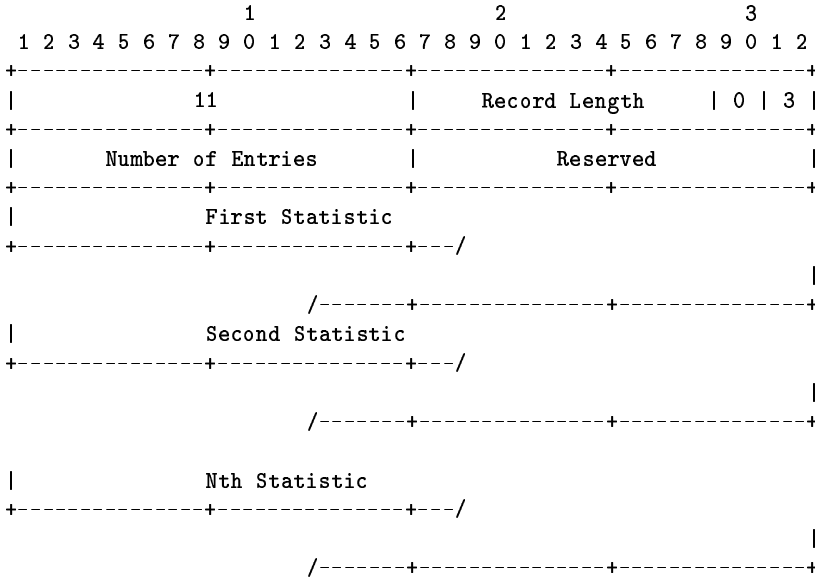 1                   2                   3
 1 2 3 4 5 6 7 8 9 0 1 2 3 4 5 6 7 8 9 0 1 2 3 4 5 6 7 8 9 0 1 2
+---------------+---------------+---------------+---------------+
|              11               |     Record Length     | 0 | 3 |
+---------------+---------------+---------------+---------------+
|       Number of Entries       |           Reserved            |
+---------------+---------------+---------------+---------------+
|               First Statistic
+---------------+---------------+---/
                                                                |
                        /-------+---------------+---------------+
|               Second Statistic
+---------------+---------------+---/
                                                                |
                        /-------+---------------+---------------+
|               Nth Statistic
+---------------+---------------+---/
                                                                |
                        /-------+---------------+---------------+